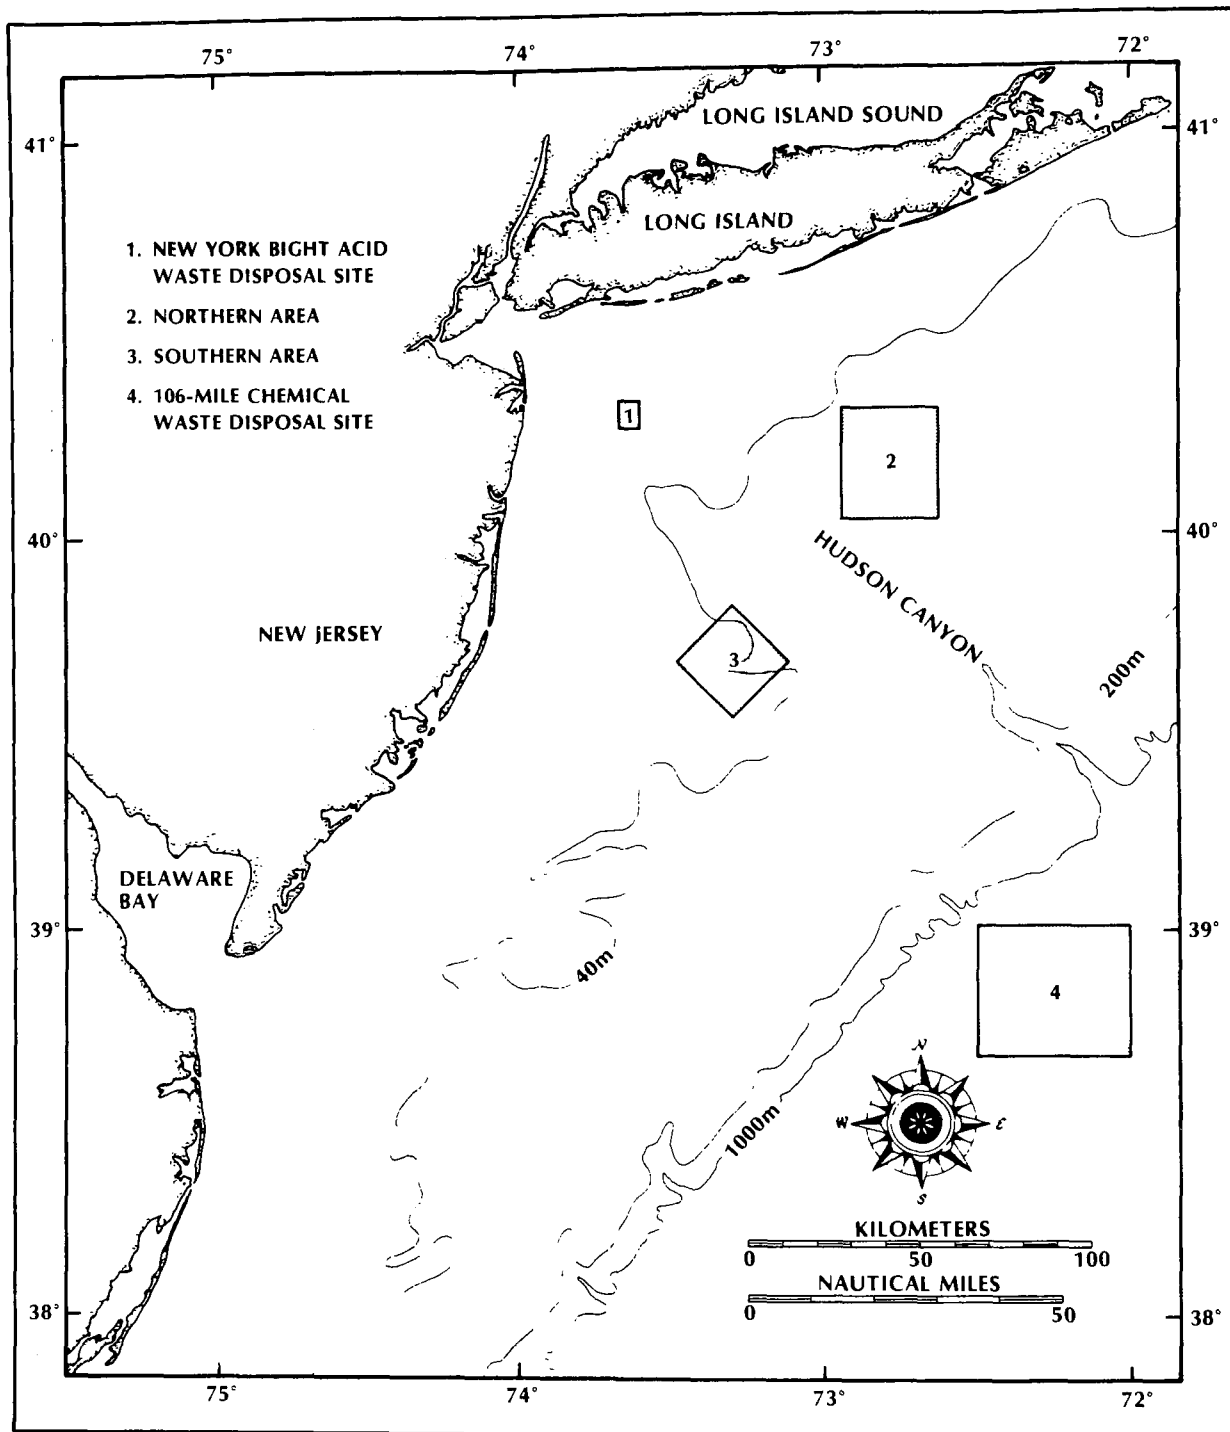 75°
74°
73°
72°
41°
41°
LONG ISLAND SOUND
LONG ISLAND
1. NEW YORK BIGHT ACID
WASTE DISPOSAL SITE
2. NORTHERN AREA
3. SOUTHERN AREA
4. 106-MILE CHEMICAL
WASTE DISPOSAL SITE
1
2
40°
40°
HUDSON CANYON
NEW JERSEY
3
200m
DELAWARE
BAY
39°
39°
40m
4
N
1000m
W
E
S
KILOMETERS
0 50 100
NAUTICAL MILES
0 50
38°
38°
75°
74°
73°
72°